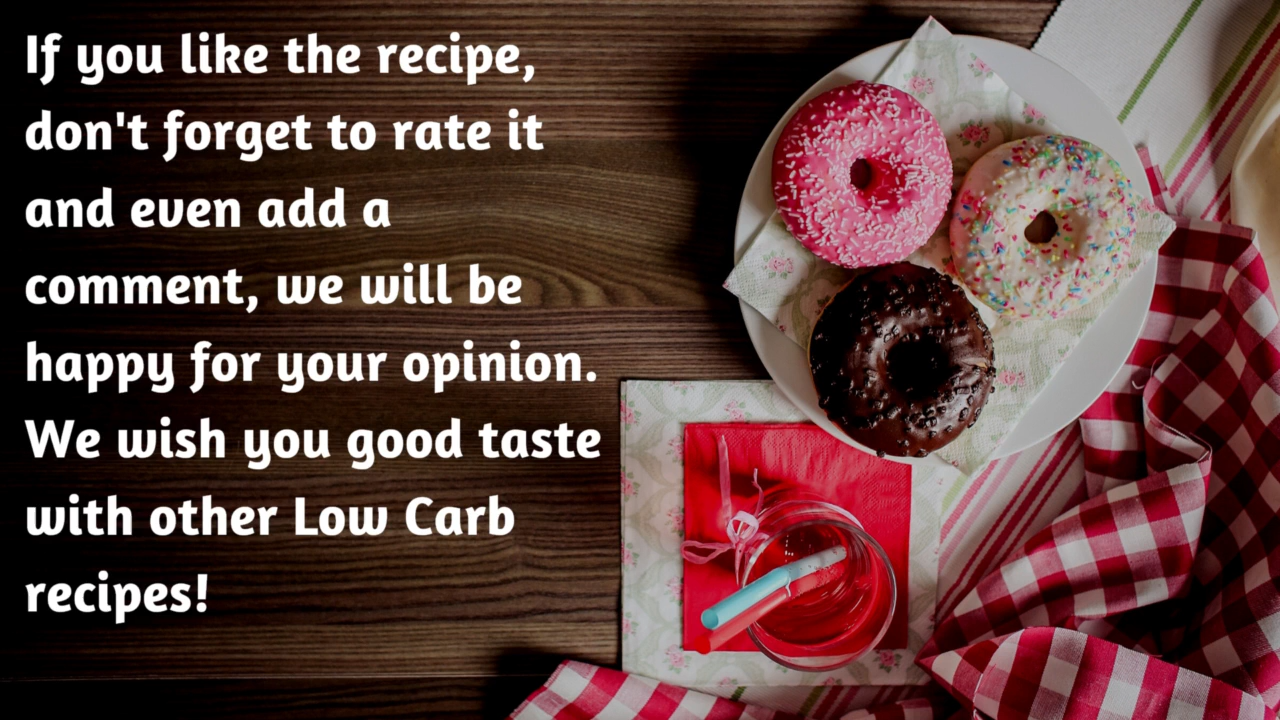 If you like the recipe,
don't forget to rate it
and even add a
comment, we will be
happy for your opinion.
We wish you good taste
with other Low Carb
recipes!